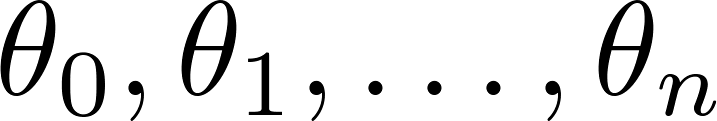 θ₀, θ₁, . . . , θₙ